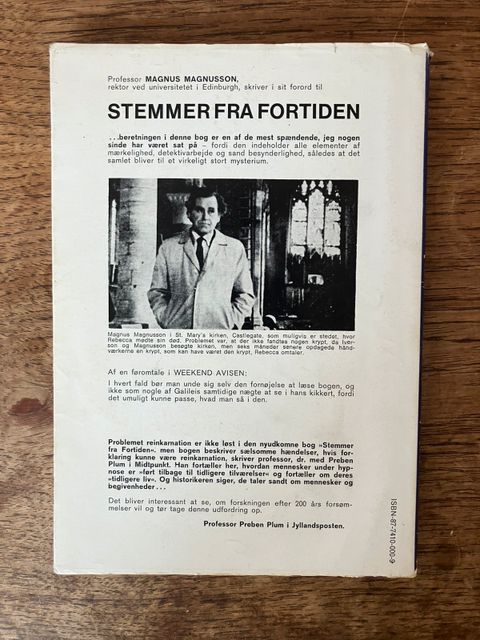 Professor MAGNUS MAGNUSSON,
rektor ved universitetet i Edinburgh, skriver i sit forord til
STEMMER FRA FORTIDEN
...beretningen i denne bog er en af de mest spændende, jeg nogen
sinde har været sat på – fordi den indeholder alle elementer af
mærkelighed, detektivarbejde og sand besynderlighed, således at det
samlet bliver til et virkeligt stort mysterium.
Magnus Magnusson i St. Mary's kirken, Castlegate, som muligvis er stedet, hvor
Rebecca mødte sin død. Problemet var, at der ikke fandtes nogen krypt, da Iver-
son og Magnusson besøgte kirken, men seks måneder senere opdagede hånd-
værkerne en krypt, som kan have været den krypt, Rebecca omtaler.
Af en føromtale i WEEKEND AVISEN:
I hvert fald bør man unde sig selv den fornøjelse at læse bogen, og
ikke som nogle af Galileis samtidige nægte at se i hans kikkert, fordi
det umuligt kunne passe, hvad man så i den.
Problemet reinkarnation er ikke løst i den nyudkomne bog »Stemmer
fra Fortiden«. men bogen beskriver sælsomme hændelser, hvis for-
klaring kunne være reinkarnation, skriver professor, dr. med Preben
Plum i Midtpunkt. Han fortæller her, hvordan mennesker under hyp-
nose er »ført tilbage til tidligere tilværelser« og fortæller om deres
»tidligere liv«. Og historikeren siger, de taler sandt om mennesker og
begivenheder...
Det bliver interessant at se, om forskningen efter 200 års forsøm-
melser vil og tør tage denne udfordring op.
Professor Preben Plum i Jyllandsposten.
ISBN-87-7410-000-9